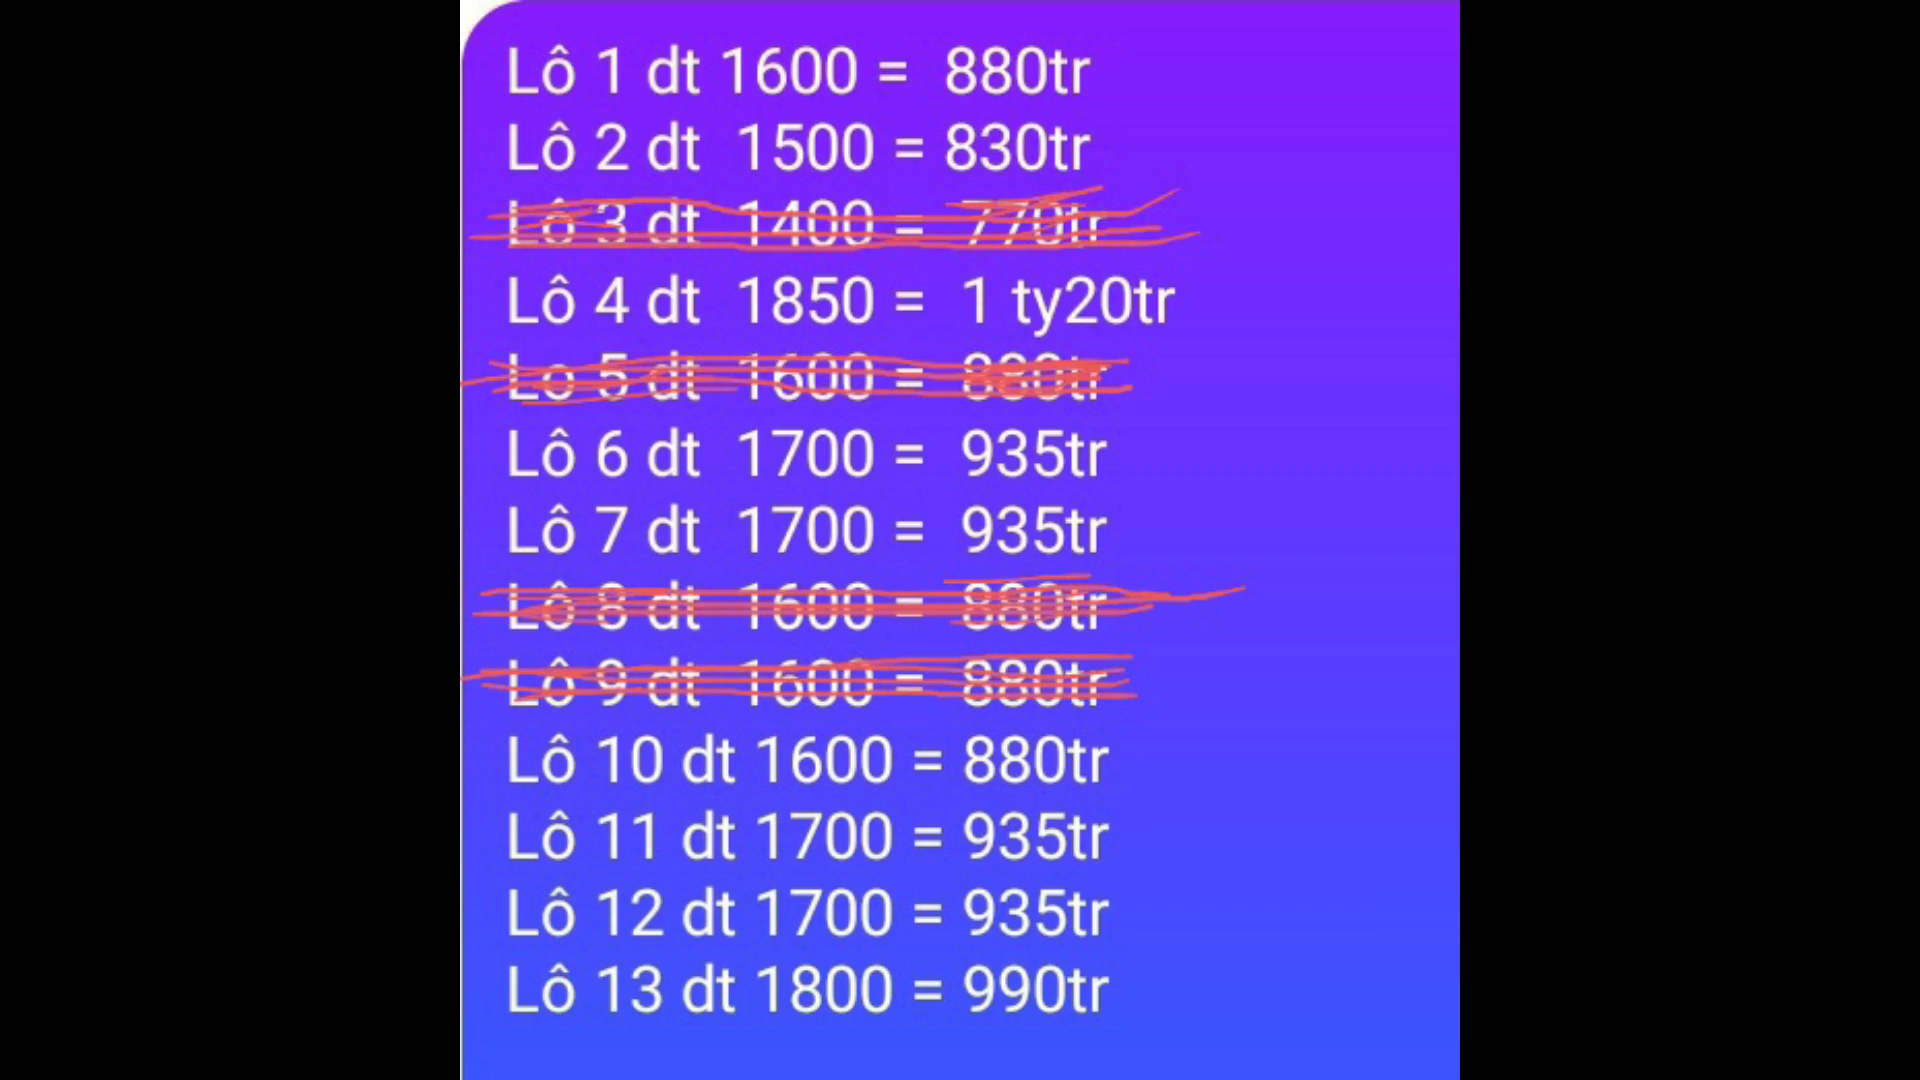 Lô 1 dt 1600 = 880tr
Lô 2 dt 1500 = 830tr
Lô 3 dt 1400 = 770tr
Lô 4 dt 1850 = 1 ty20tr
Lo 5 dt 1600 = 880tr
Lô 6 dt 1700 = 935tr
Lô 7 dt 1700 = 935tr
Lô 8 dt 1600 = 880tr
Lô 9 dt 1600 = 880tr
Lô 10 dt 1600 = 880tr
Lô 11 dt 1700 = 935tr
Lô 12 dt 1700 = 935tr
Lô 13 dt 1800 = 990tr